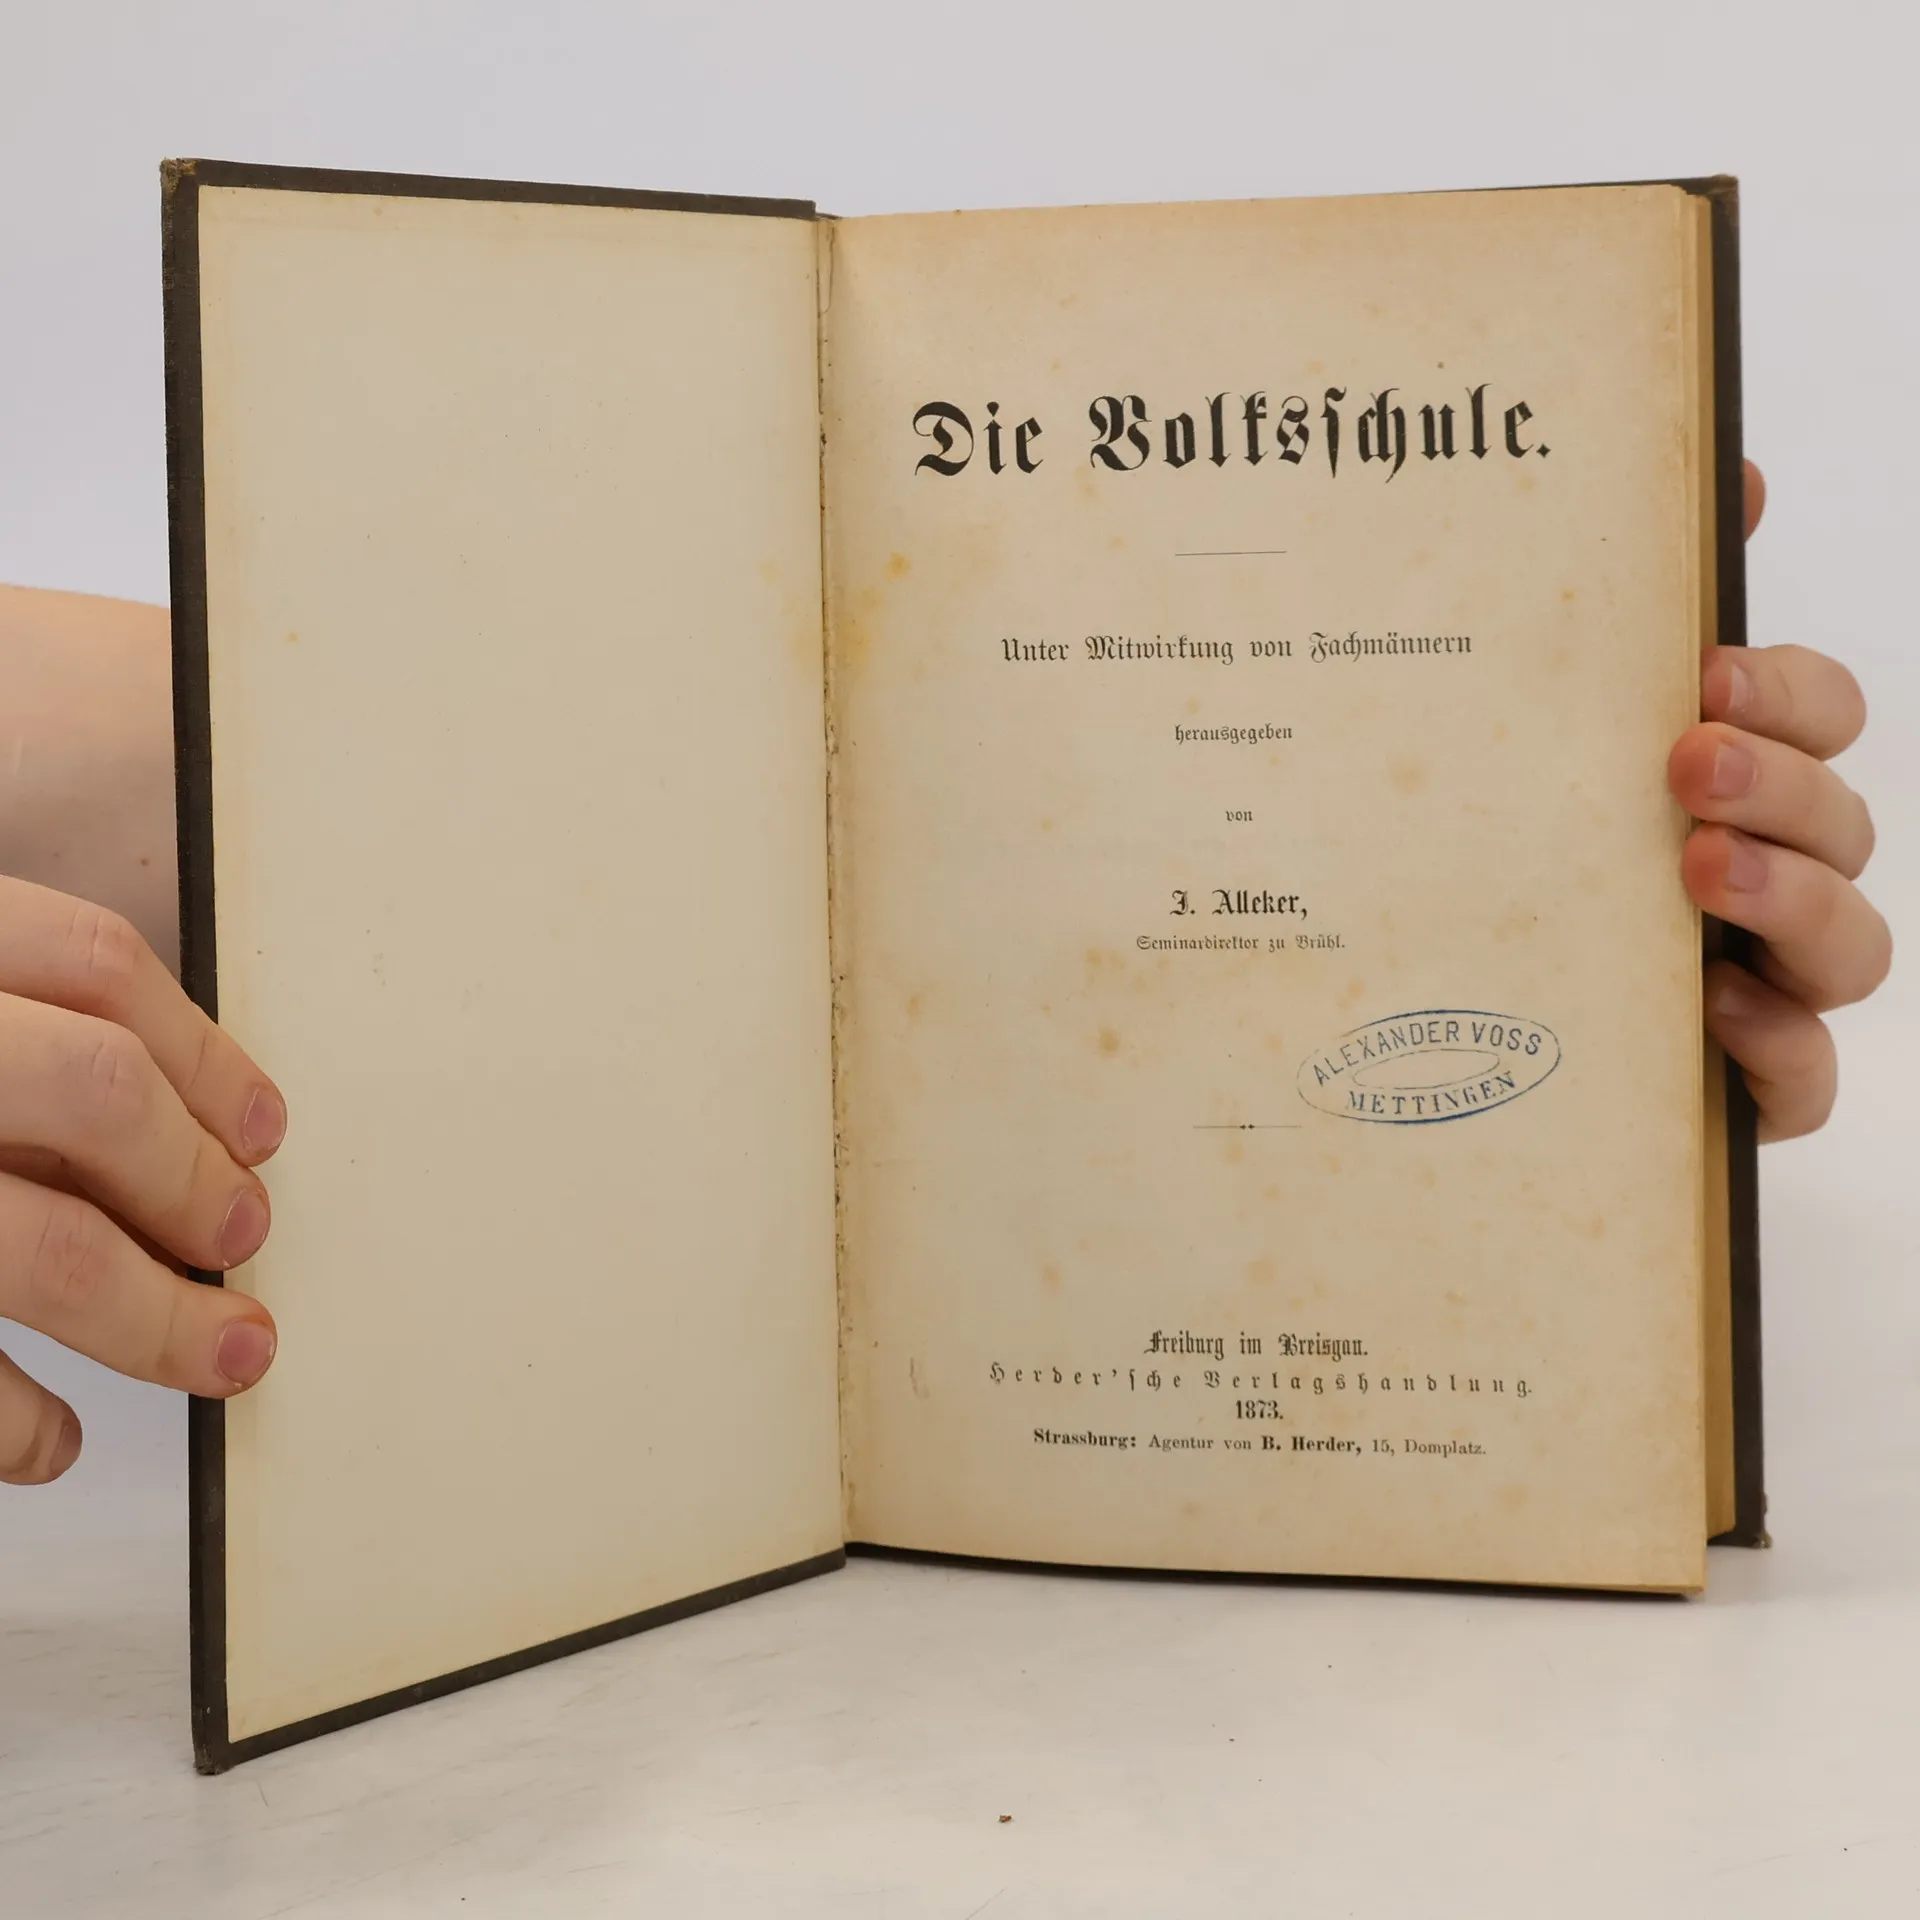 Die Volksſchule.
Unter Mitwirkung von Fachmännern
herausgegeben
von
J. Alleker,
Seminardirektor zu Brühl.
ALEXANDER VOSS
METTINGEN
Freiburg im Breisgau.
Herder'ſche Verlagshandlung.
1873.
Strassburg: Agentur von B. Herder, 15, Domplatz.